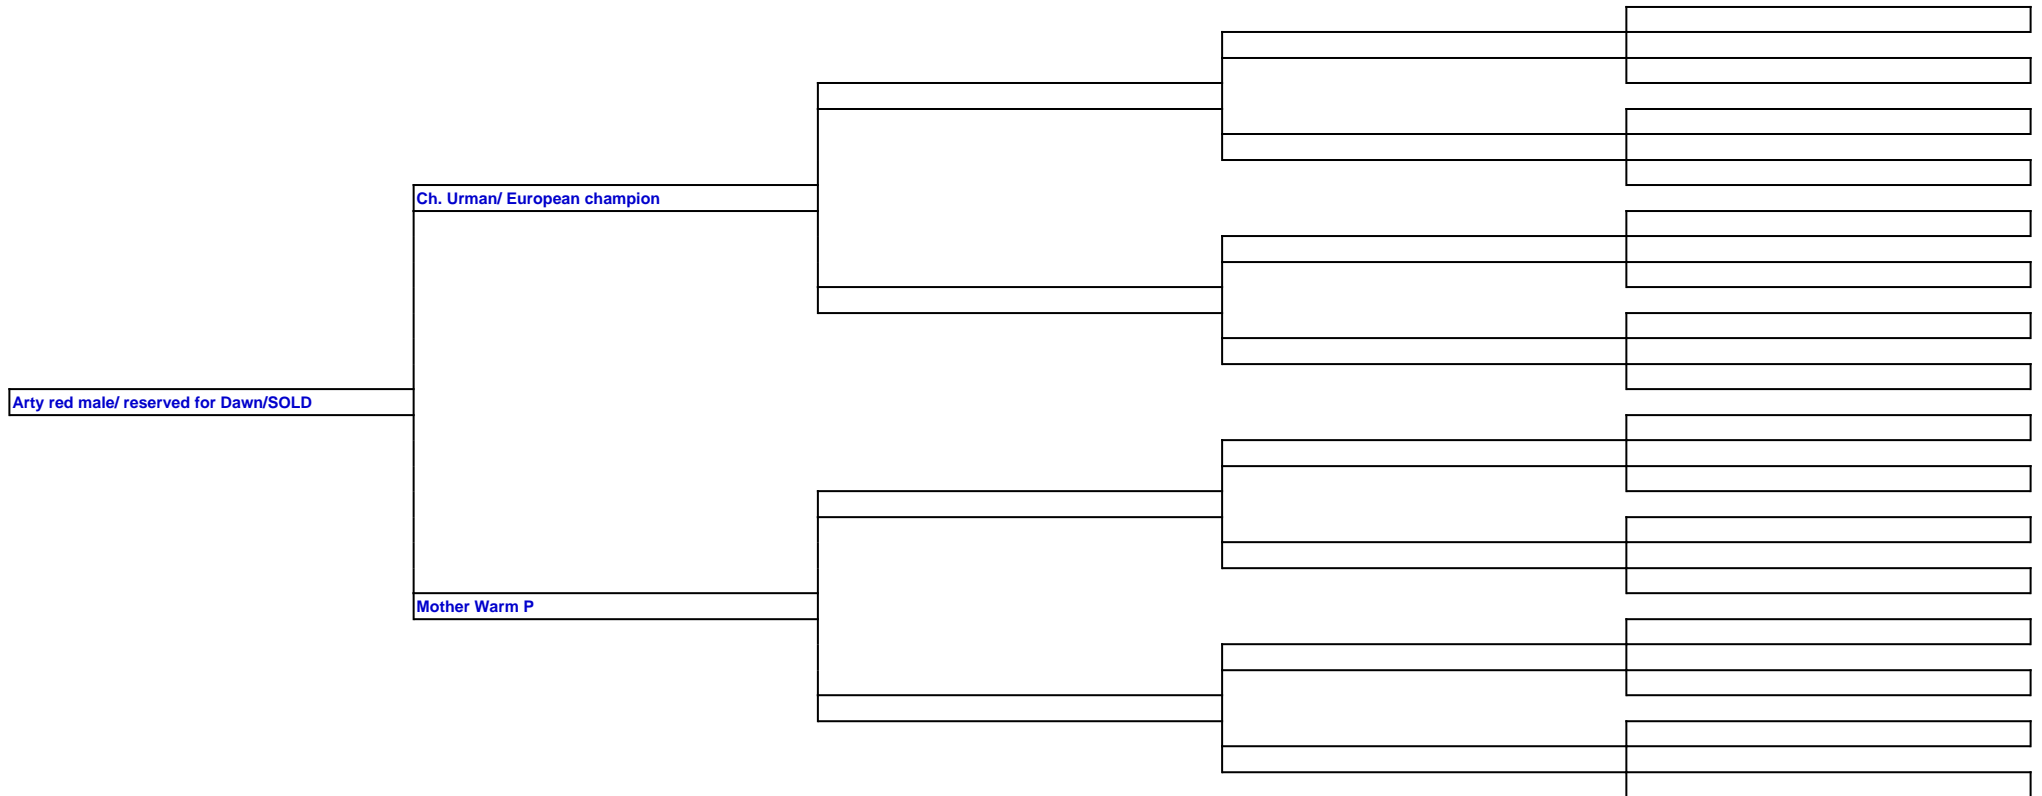 Ch. Urman/ European champion
Arty red male/ reserved for Dawn/SOLD
Mother Warm P